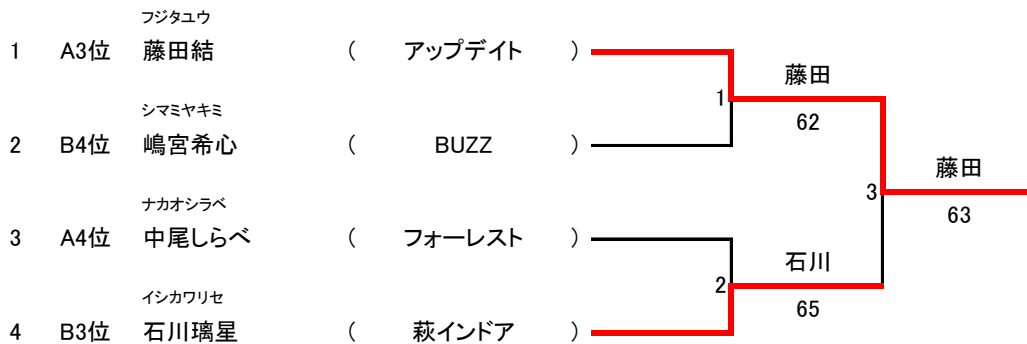 フジタユウ
1 A3位 藤田結 ( アップデイト )
藤田
1
62
シマミヤキミ
2 B4位 嶋宮希心 ( BUZZ )
藤田
3
63
ナカオシラベ
3 A4位 中尾しらべ ( フォーレスト )
石川
2
65
イシカワリセ
4 B3位 石川璃星 ( 萩インドア )